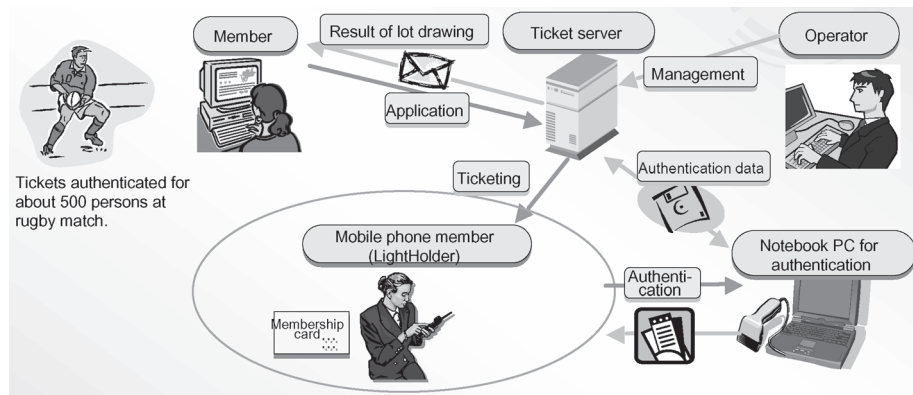 Member
Result of lot drawing
Ticket server
Operator
Management
Application
Tickets authenticated for
about 500 persons at
rugby match.
Ticketing
Authentication data
Mobile phone member
(LightHolder)
Notebook PC for
authentication
Authenti-
cation
Membership
card